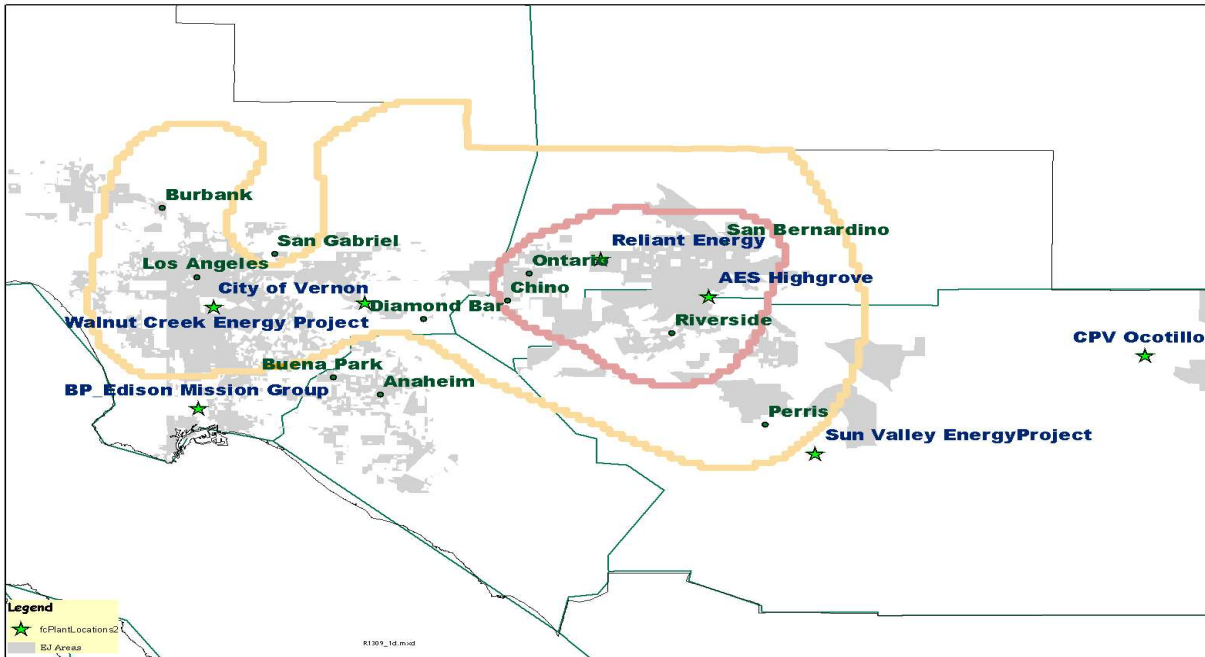 Burbank
San Gabriel
San Bernardino
Reliant Energy
Los Angeles
Ontario
City of Vernon
AES Highgrove
Chino
Diamond Bar
Walnut Creek Energy Project
Riverside
CPV Ocotillo
Buena Park
BP_Edison Mission Group
Anaheim
Perris
Sun Valley EnergyProject
Legend
fcPlantLocations2
EJ Areas
R1309_1d.mxd